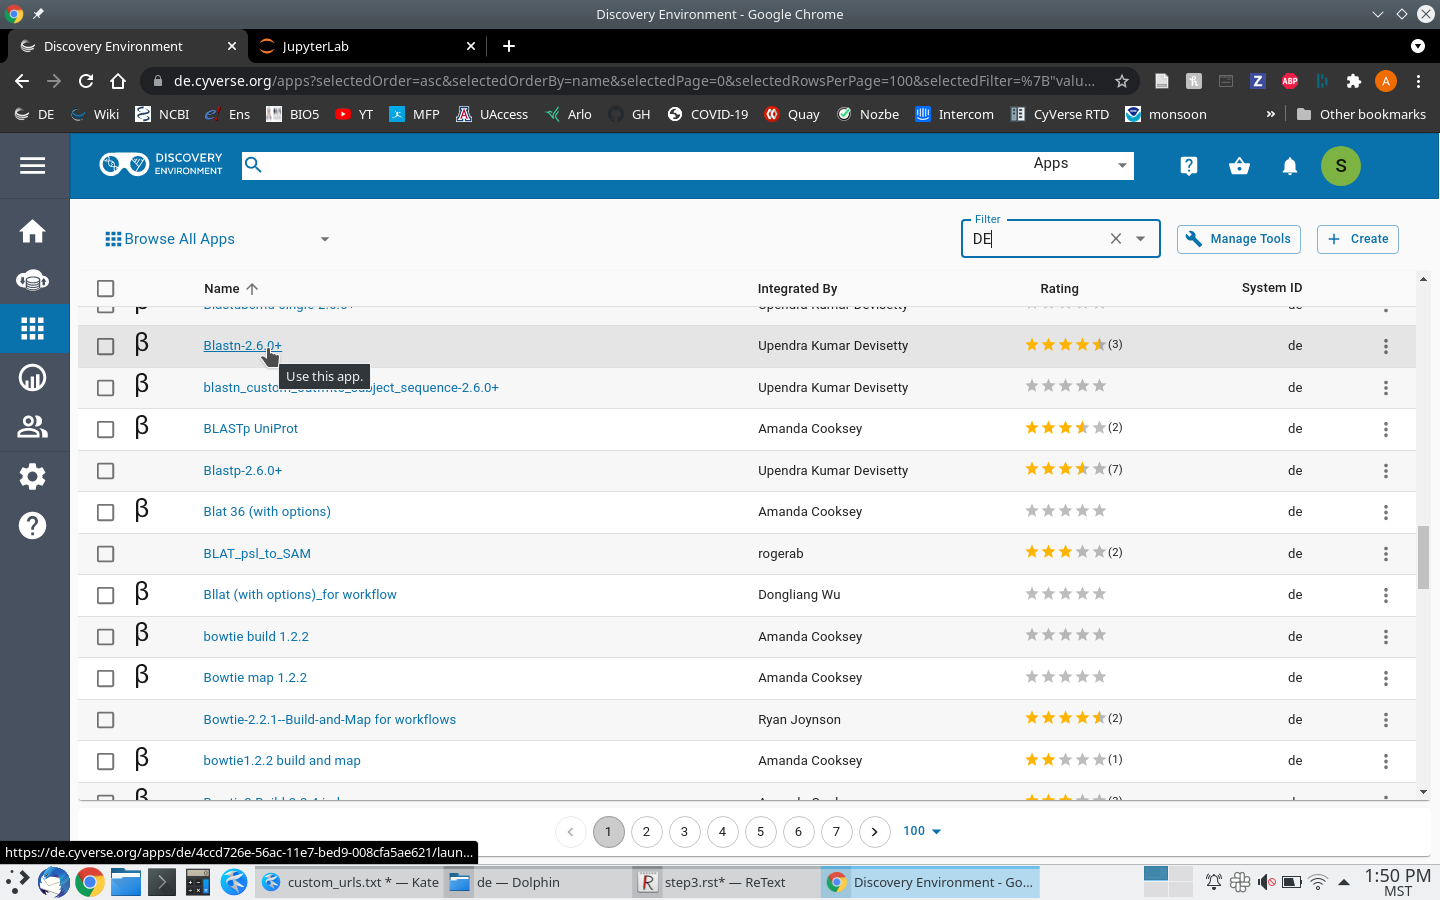 Discovery Environment - Google Chrome
Discovery Environment
JupyterLab
de.cyverse.org/apps?selectedOrder=asc&selectedOrderBy=name&selectedPage=0&selectedRowsPerPage=100&selectedFilter=%7B"valu...
ABP
A
DE
Wiki
NCBI
Ens
BIO5
YT
MFP
UAccess
Arlo
GH
COVID-19
Quay
Nozbe
Intercom
CyVerse RTD
monsoon
»
Other bookmarks
DISCOVERY
ENVIRONMENT
Apps
S
Browse All Apps
Filter
DE
Manage Tools
+ Create
Name
Integrated By
Rating
System ID
β Blastn-2.6.0+ Upendra Kumar Devisetty (3) de
Use this app.
β Upendra Kumar Devisetty de
subject_sequence-2.6.0+
β BLASTp UniProt Amanda Cooksey (2) de
Blastp-2.6.0+ Upendra Kumar Devisetty (7) de
β Blat 36 (with options) Amanda Cooksey de
BLAT_psl_to_SAM rogerab (2) de
β Bllat (with options)_for workflow Dongliang Wu de
β bowtie build 1.2.2 Amanda Cooksey de
β Bowtie map 1.2.2 Amanda Cooksey de
Bowtie-2.2.1--Build-and-Map for workflows Ryan Joynson (2) de
β bowtie1.2.2 build and map Amanda Cooksey (1) de
1 2 3 4 5 6 7 100
https://de.cyverse.org/apps/de/4ccd726e-56ac-11e7-bed9-008cfa5ae621/laun...
custom_urls.txt * — Kate
de — Dolphin
step3.rst* — ReText
Discovery Environment - Go...
1:50 PM
MST